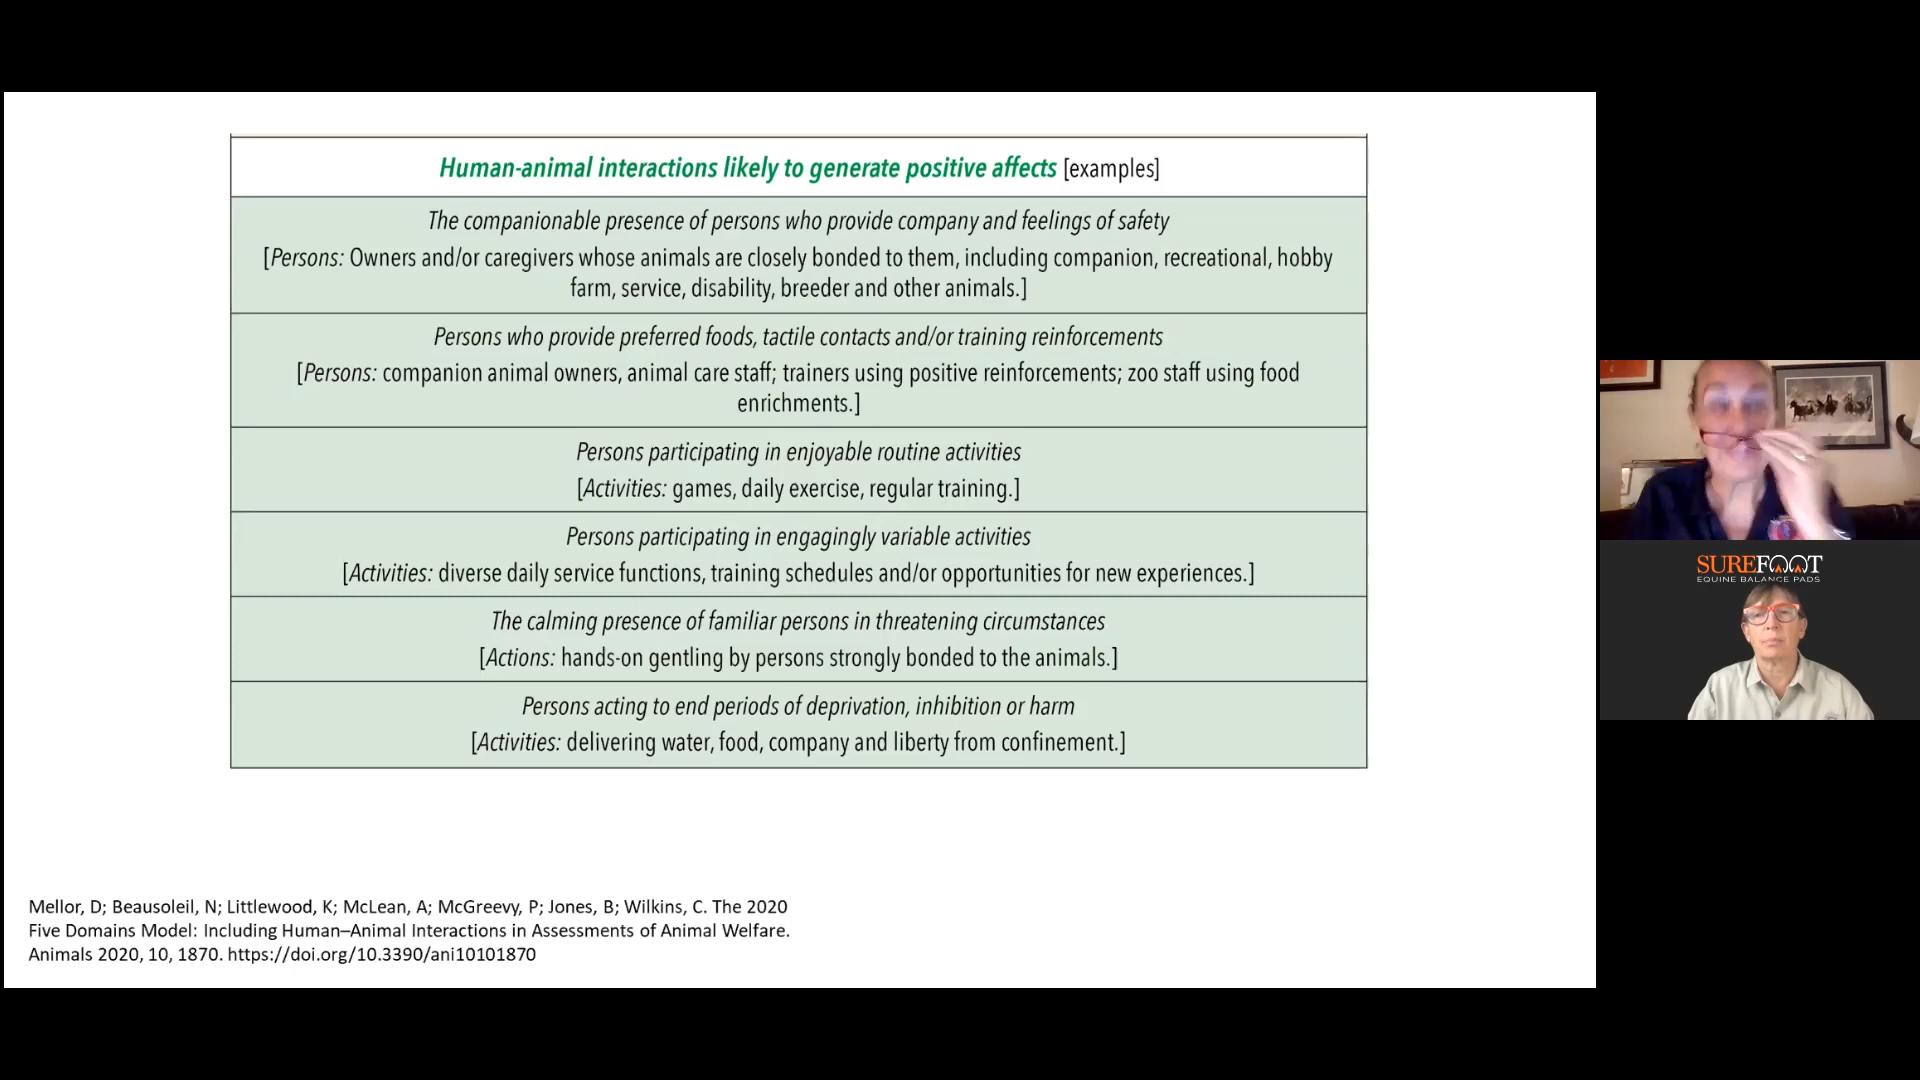 Human-animal interactions likely to generate positive affects [examples]
The companionable presence of persons who provide company and feelings of safety
[Persons: Owners and/or caregivers whose animals are closely bonded to them, including companion, recreational, hobby
farm, service, disability, breeder and other animals.]
Persons who provide preferred foods, tactile contacts and/or training reinforcements
[Persons: companion animal owners, animal care staff; trainers using positive reinforcements; zoo staff using food
enrichments.]
Persons participating in enjoyable routine activities
[Activities: games, daily exercise, regular training.]
Persons participating in engagingly variable activities
[Activities: diverse daily service functions, training schedules and/or opportunities for new experiences.]
The calming presence of familiar persons in threatening circumstances
[Actions: hands-on gentling by persons strongly bonded to the animals.]
Persons acting to end periods of deprivation, inhibition or harm
[Activities: delivering water, food, company and liberty from confinement.]
Mellor, D; Beausoleil, N; Littlewood, K; McLean, A; McGreevy, P; Jones, B; Wilkins, C. The 2020
Five Domains Model: Including Human–Animal Interactions in Assessments of Animal Welfare.
Animals 2020, 10, 1870. https://doi.org/10.3390/ani10101870
SUREFOOT
EQUINE BALANCE PADS